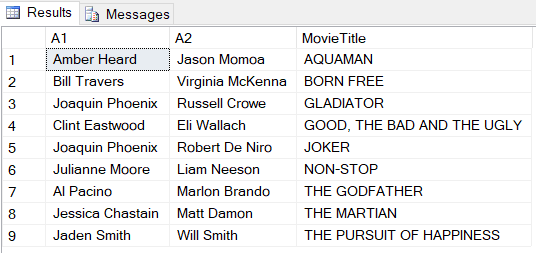 Results Messages
A1 A2 MovieTitle
1 Amber Heard Jason Momoa AQUAMAN
2 Bill Travers Virginia McKenna BORN FREE
3 Joaquin Phoenix Russell Crowe GLADIATOR
4 Clint Eastwood Eli Wallach GOOD, THE BAD AND THE UGLY
5 Joaquin Phoenix Robert De Niro JOKER
6 Julianne Moore Liam Neeson NON-STOP
7 Al Pacino Marlon Brando THE GODFATHER
8 Jessica Chastain Matt Damon THE MARTIAN
9 Jaden Smith Will Smith THE PURSUIT OF HAPPINESS